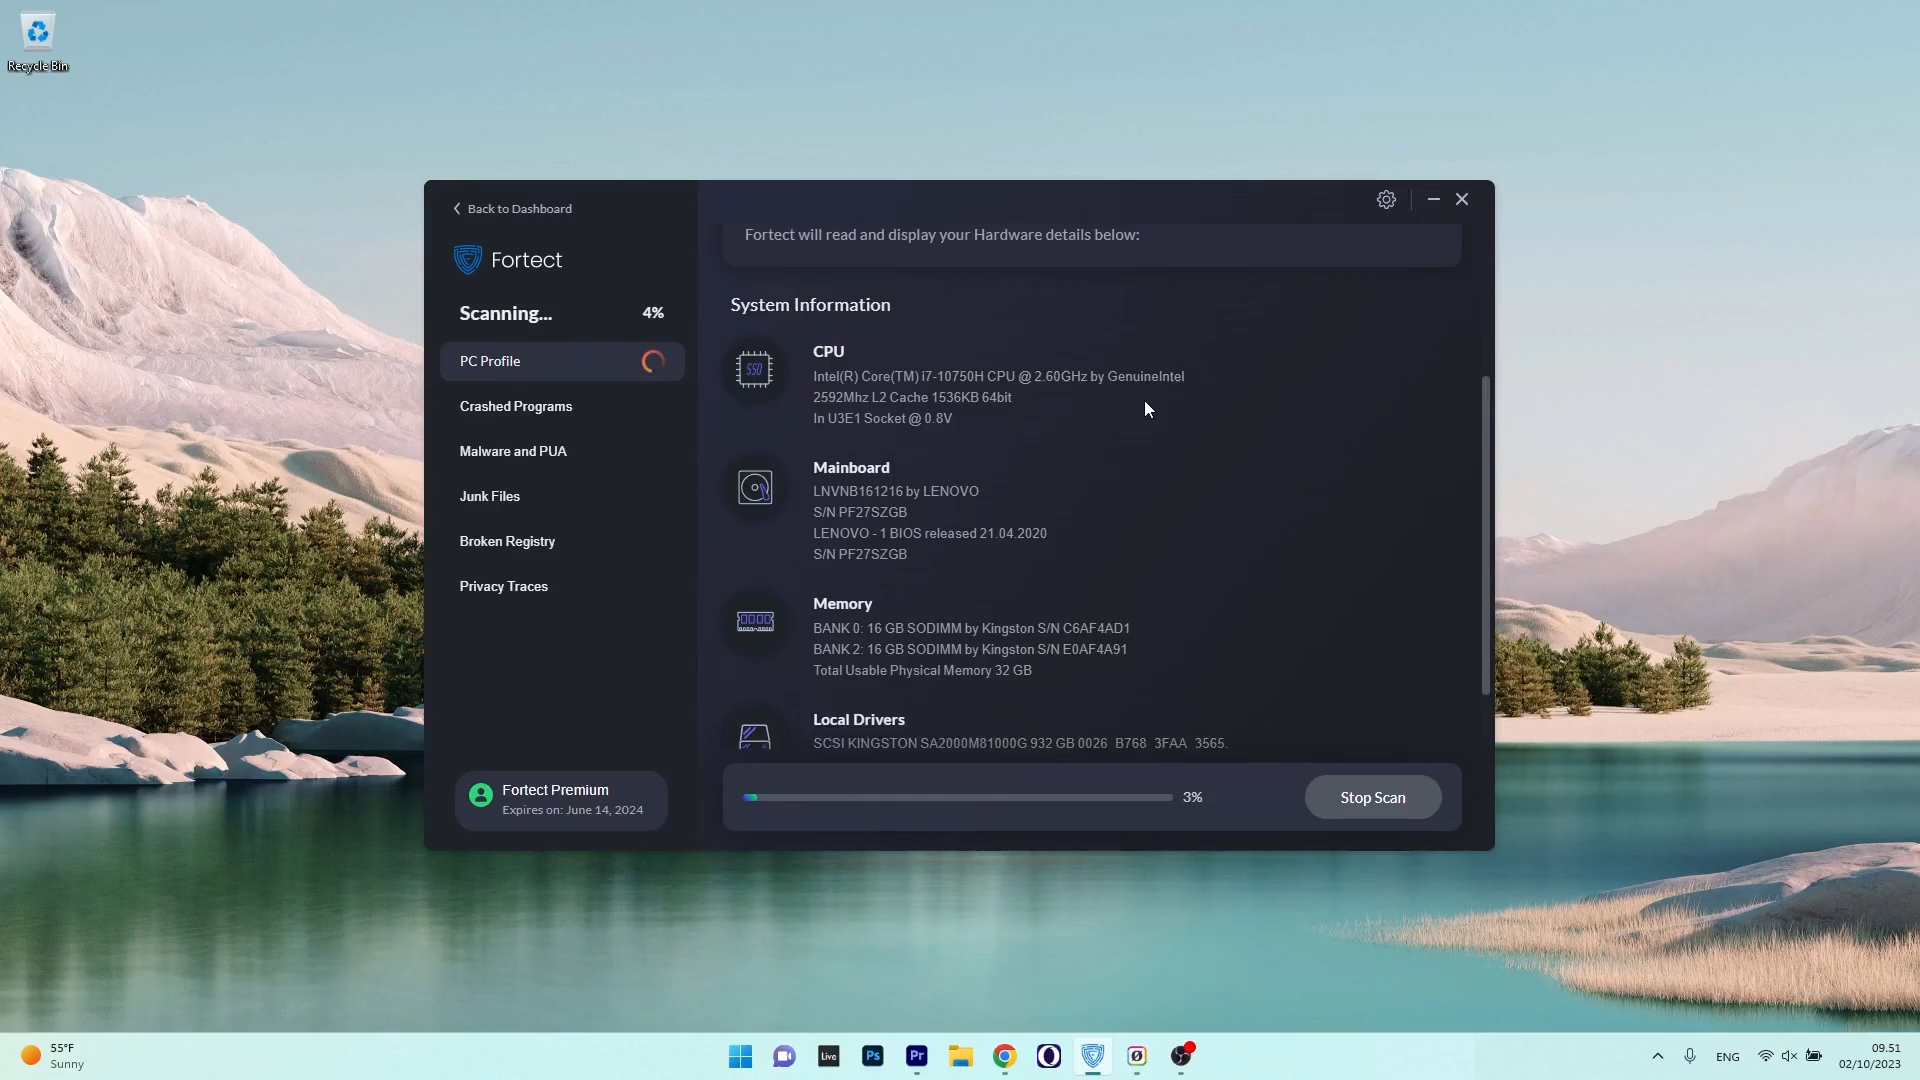 Recycle Bin
Back to Dashboard
Fortect
Scanning... 4%
PC Profile
Crashed Programs
Malware and PUA
Junk Files
Broken Registry
Privacy Traces
Fortect Premium
Expires on: June 14, 2024
Fortect will read and display your Hardware details below:
System Information
SSD
CPU
Intel(R) Core(TM) i7-10750H CPU @ 2.60GHz by GenuineIntel
2592Mhz L2 Cache 1536KB 64bit
In U3E1 Socket @ 0.8V
Mainboard
LNVNB161216 by LENOVO
S/N PF27SZGB
LENOVO - 1 BIOS released 21.04.2020
S/N PF27SZGB
Memory
BANK 0: 16 GB SODIMM by Kingston S/N C6AF4AD1
BANK 2: 16 GB SODIMM by Kingston S/N E0AF4A91
Total Usable Physical Memory 32 GB
Local Drivers
SCSI KINGSTON SA2000M81000G 932 GB 0026_B768_3FAA_3565.
3%
Stop Scan
55°F
Sunny
Live
Ps
Pr
ENG
09.51
02/10/2023